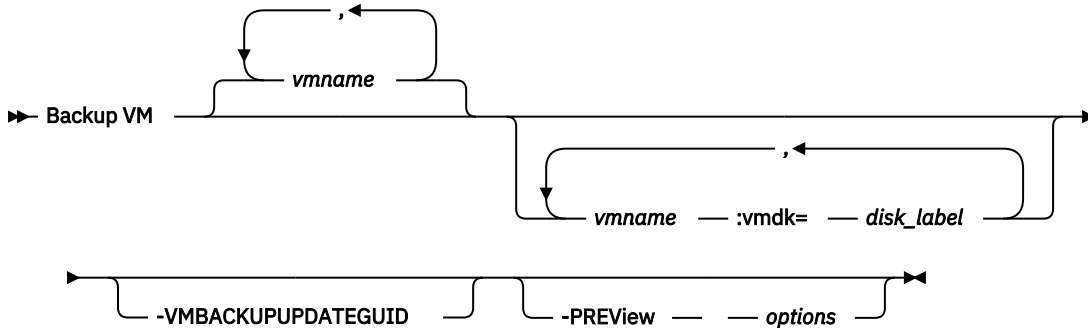 ,
vmname
Backup VM
,
vmname :vmdk= disk_label
-VMBACKUPUPDATEGUID -PREView options